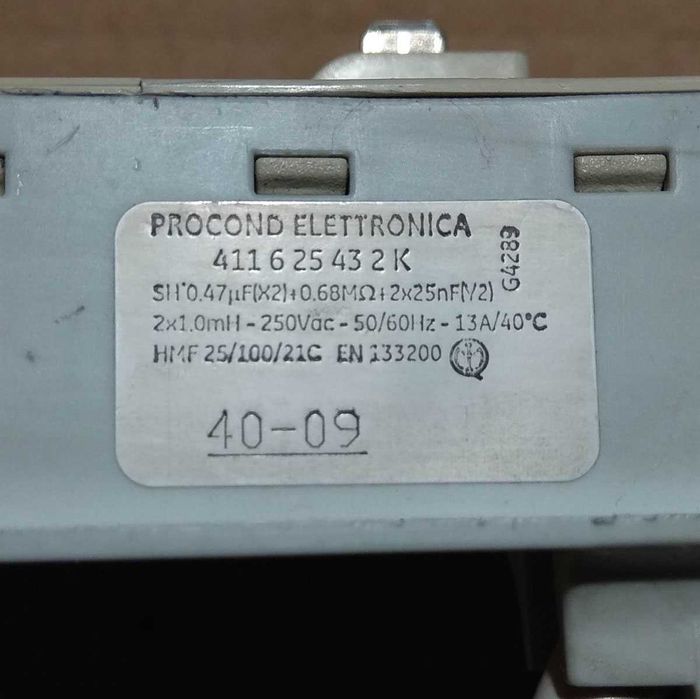 PROCOND ELETTRONICA
411 6 25 43 2 K
G4289
SH*0.47µF(X2)+0.68MΩ+2x25nF(Y2)
2x1.0mH - 250Vac - 50/60Hz - 13A/40°C
HMF 25/100/21C EN 133200
40-09